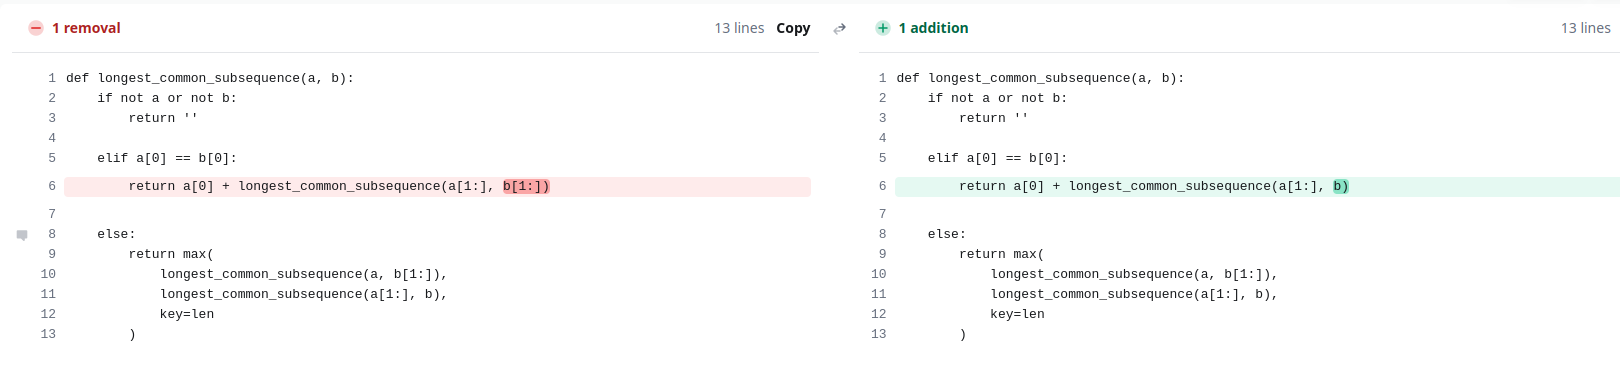 1 removal 13 lines Copy
1 def longest_common_subsequence(a, b):
2     if not a or not b:
3         return ''
4
5     elif a[0] == b[0]:
6         return a[0] + longest_common_subsequence(a[1:], b[1:])
7
8     else:
9         return max(
10             longest_common_subsequence(a, b[1:]),
11             longest_common_subsequence(a[1:], b),
12             key=len
13         )
1 addition 13 lines
1 def longest_common_subsequence(a, b):
2     if not a or not b:
3         return ''
4
5     elif a[0] == b[0]:
6         return a[0] + longest_common_subsequence(a[1:], b)
7
8     else:
9         return max(
10             longest_common_subsequence(a, b[1:]),
11             longest_common_subsequence(a[1:], b),
12             key=len
13         )